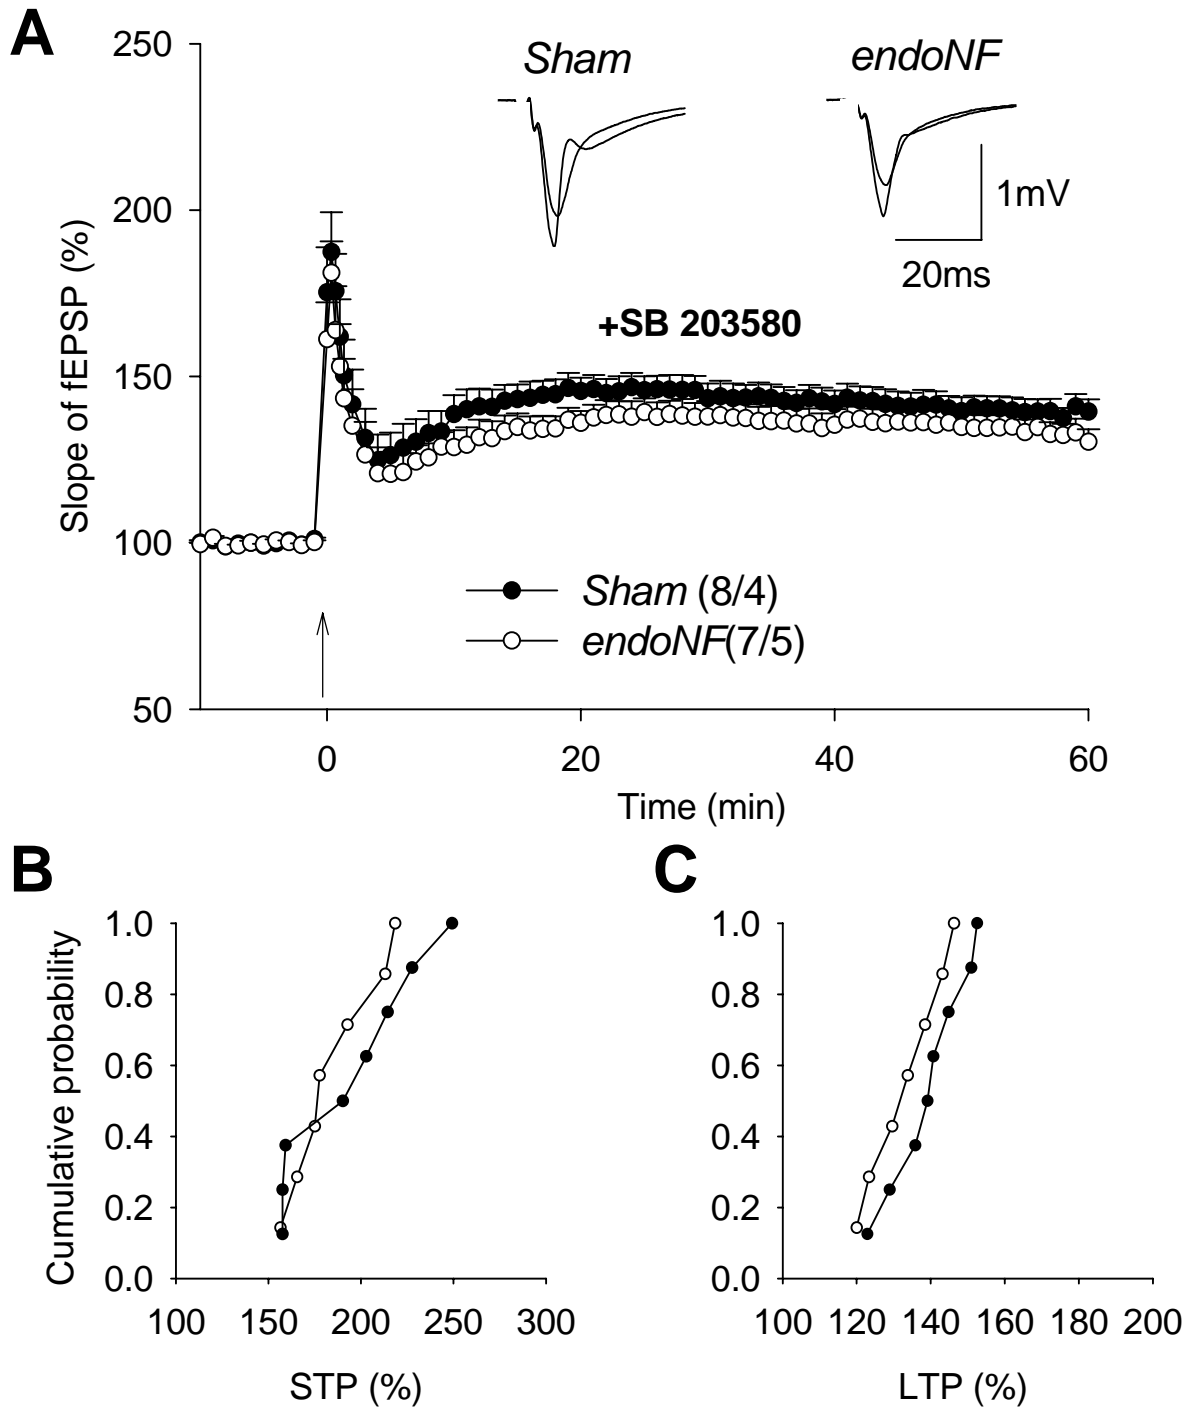 A
250
200
150
100
50
Slope of fEPSP (%)
Sham
endoNF
1mV
20ms
+SB 203580
Sham (8/4)
endoNF(7/5)
0 20 40 60
Time (min)
B
1.0
0.8
0.6
0.4
0.2
0.0
Cumulative probability
100 150 200 250 300
STP (%)
C
1.0
0.8
0.6
0.4
0.2
0.0
100 120 140 160 180 200
LTP (%)